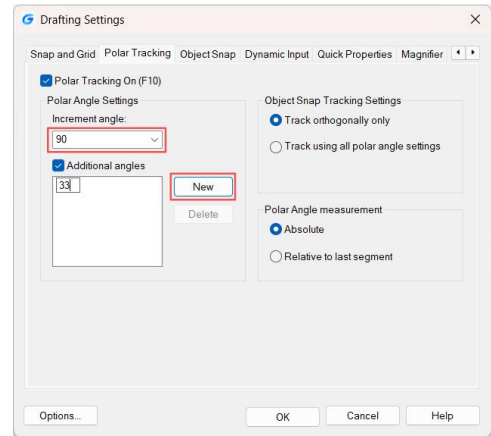 Drafting Settings
Snap and Grid Polar Tracking Object Snap Dynamic Input Quick Properties Magnifier
Polar Tracking On (F10)
Polar Angle Settings
Increment angle:
90
Additional angles
33
New
Delete
Object Snap Tracking Settings
Track orthogonally only
Track using all polar angle settings
Polar Angle measurement
Absolute
Relative to last segment
Options...
OK
Cancel
Help